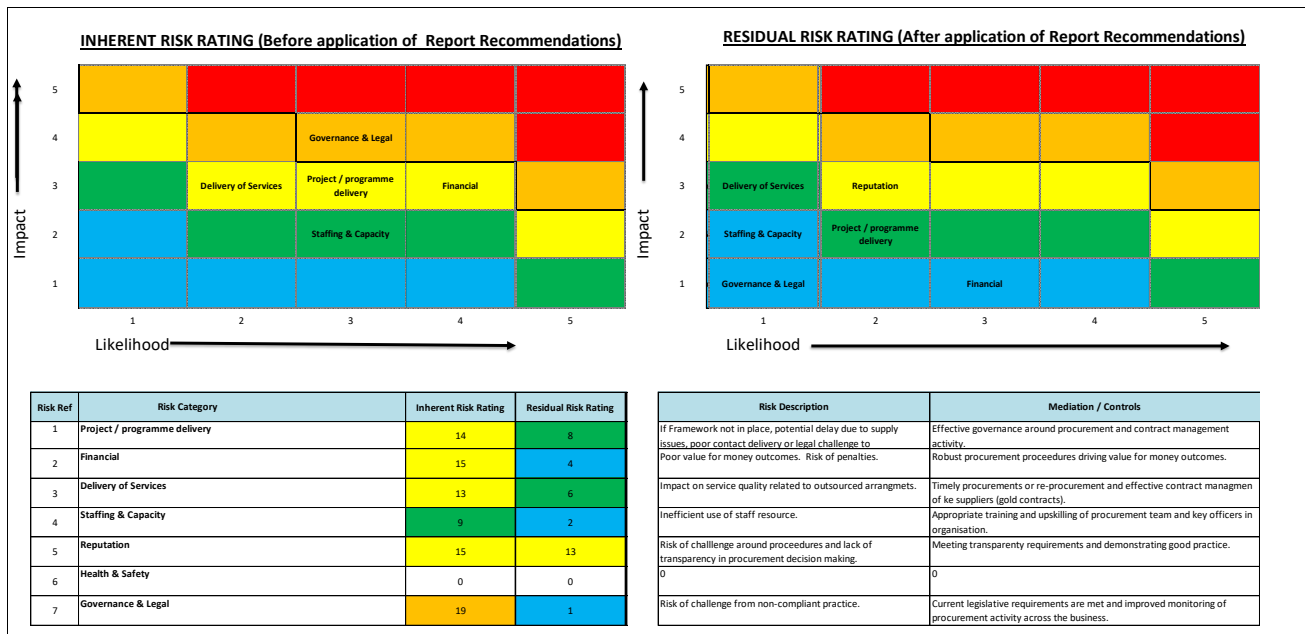 INHERENT RISK RATING (Before application of Report Recommendations)
RESIDUAL RISK RATING (After application of Report Recommendations)
Impact
5
4
Governance & Legal
3
Delivery of Services
Project / programme
delivery
Financial
2
Staffing & Capacity
1
1
2
3
4
5
Likelihood
Impact
5
4
3
Delivery of Services
Reputation
2
Staffing & Capacity
Project / programme
delivery
1
Governance & Legal
Financial
1
2
3
4
5
Likelihood
Risk Ref
Risk Category
Inherent Risk Rating
Residual Risk Rating
Risk Description
Mediation / Controls
1
Project / programme delivery
14
8
If Framework not in place, potential delay due to supply
issues, poor contact delivery or legal challenge to
Effective governance around procurement and contract management
activity.
2
Financial
15
4
Poor value for money outcomes. Risk of penalties.
Robust procurement proceedures driving value for money outcomes.
3
Delivery of Services
13
6
Impact on service quality related to outsourced arrangmets.
Timely procurements or re-procurement and effective contract managmen
of ke suppliers (gold contracts).
4
Staffing & Capacity
9
2
Inefficient use of staff resource.
Appropriate training and upskilling of procurement team and key officers in
organisation.
5
Reputation
15
13
Risk of challlenge around proceedures and lack of
transparency in procurement decision making.
Meeting transparenty requirements and demonstrating good practice.
6
Health & Safety
0
0
0
0
7
Governance & Legal
19
1
Risk of challenge from non-compliant practice.
Current legislative requirements are met and improved monitoring of
procurement activity across the business.